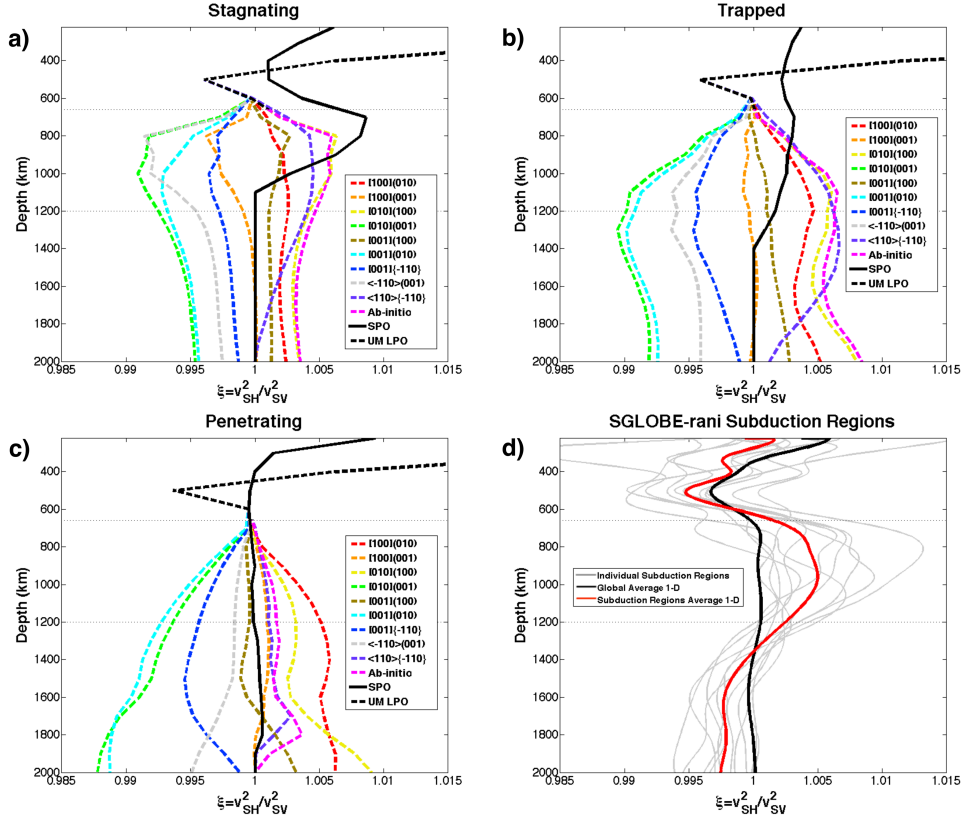 Stagnating
a)
400
600
800
1000
1200
1400
1600
1800
2000
Depth (km)
[100](010)
[100](001)
[010](100)
[010](001)
[001](100)
[001](010)
[001]{-110}
<-110>(001)
<110>{-110}
Ab-initio
SPO
UM LPO
0.985 0.99 0.995 1 1.005 1.01 1.015
ξ=v²SH/v²SV
Trapped
b)
400
600
800
1000
1200
1400
1600
1800
2000
Depth (km)
[100](010)
[100](001)
[010](100)
[010](001)
[001](100)
[001](010)
[001]{-110}
<-110>(001)
<110>{-110}
Ab-initio
SPO
UM LPO
0.985 0.99 0.995 1 1.005 1.01 1.015
ξ=v²SH/v²SV
Penetrating
c)
400
600
800
1000
1200
1400
1600
1800
2000
Depth (km)
[100](010)
[100](001)
[010](100)
[010](001)
[001](100)
[001](010)
[001]{-110}
<-110>(001)
<110>{-110}
Ab-initio
SPO
UM LPO
0.985 0.99 0.995 1 1.005 1.01 1.015
ξ=v²SH/v²SV
SGLOBE-rani Subduction Regions
d)
400
600
800
1000
1200
1400
1600
1800
2000
Depth (km)
Individual Subduction Regions
Global Average 1-D
Subduction Regions Average 1-D
0.985 0.99 0.995 1 1.005 1.01 1.015
ξ=v²SH/v²SV